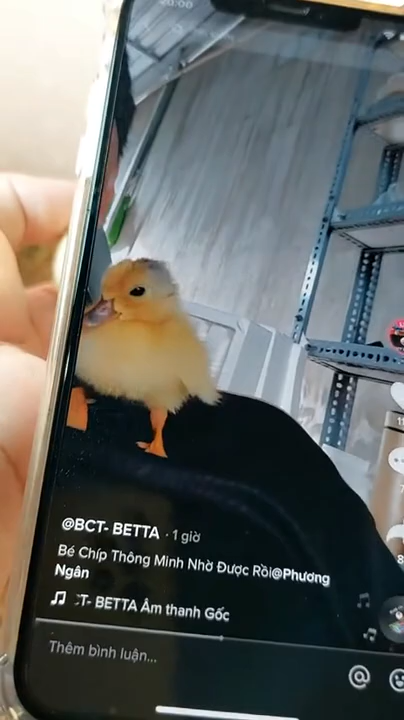 @BCT- BETTA · 1 giờ
Bé Chíp Thông Minh Nhờ Được Rồi@Phương
Ngân
T- BETTA Âm thanh Gốc
Thêm bình luận...